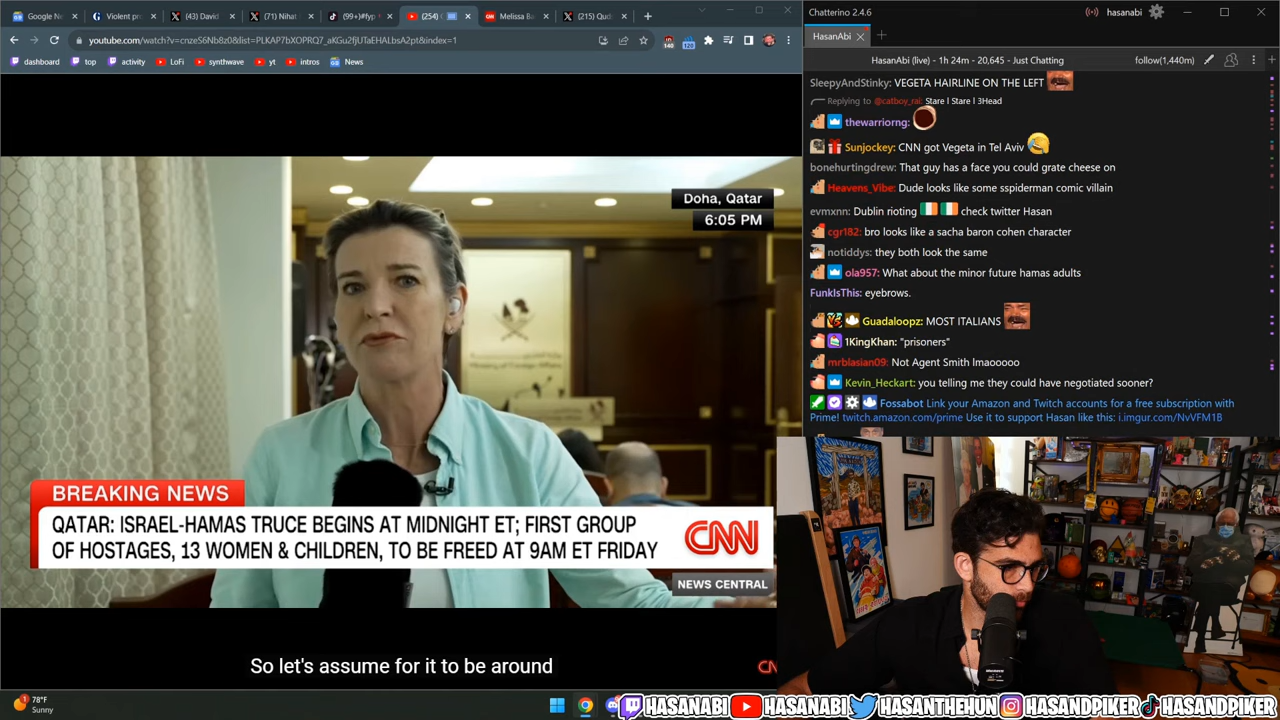 Google Ne
Violent pr
(43) David
(71) Nihat
(99+)#fyp
(254)
Melissa Ba
(215) Qud
youtube.com/watch?v=cnzeS6Nb8z0&list=PLKAP7bXOPRQ7_aKGu2fjUTaEHALbsA2pt&index=1
140
120
dashboard
top
activity
LoFi
synthwave
yt
intros
News
Doha, Qatar
6:05 PM
BREAKING NEWS
QATAR: ISRAEL-HAMAS TRUCE BEGINS AT MIDNIGHT ET; FIRST GROUP
OF HOSTAGES, 13 WOMEN & CHILDREN, TO BE FREED AT 9AM ET FRIDAY
CNN
NEWS CENTRAL
So let's assume for it to be around
78°F
Sunny
Chatterino 2.4.6
hasanabi
HasanAbi
HasanAbi (live) - 1h 24m - 20,645 - Just Chatting
follow(1,440m)
SleepyAndStinky: VEGETA HAIRLINE ON THE LEFT
Replying to @catboy_rai: Stare I Stare I 3Head
thewarriorng:
Sunjockey: CNN got Vegeta in Tel Aviv
bonehurtingdrew: That guy has a face you could grate cheese on
Heavens_Vibe: Dude looks like some sspiderman comic villain
evmxnn: Dublin rioting check twitter Hasan
cgr182: bro looks like a sacha baron cohen character
notiddys: they both look the same
ola957: What about the minor future hamas adults
FunkIsThis: eyebrows.
Guadaloopz: MOST ITALIANS
1KingKhan: "prisoners"
mrblasian09: Not Agent Smith lmaooooo
Kevin_Heckart: you telling me they could have negotiated sooner?
Fossabot Link your Amazon and Twitch accounts for a free subscription with
Prime! twitch.amazon.com/prime Use it to support Hasan like this: i.imgur.com/NvVFM1B
HASANABI
HASANABI
HASANTHEHUN
HASANDPIKER
HASANDPIKER